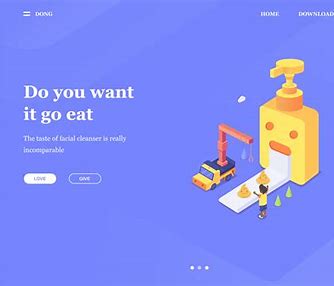 DONG
HOME
DOWNLOAD
Do you want
it go eat
The taste of facial cleanser is really
incomparable
LOVE
GIVE